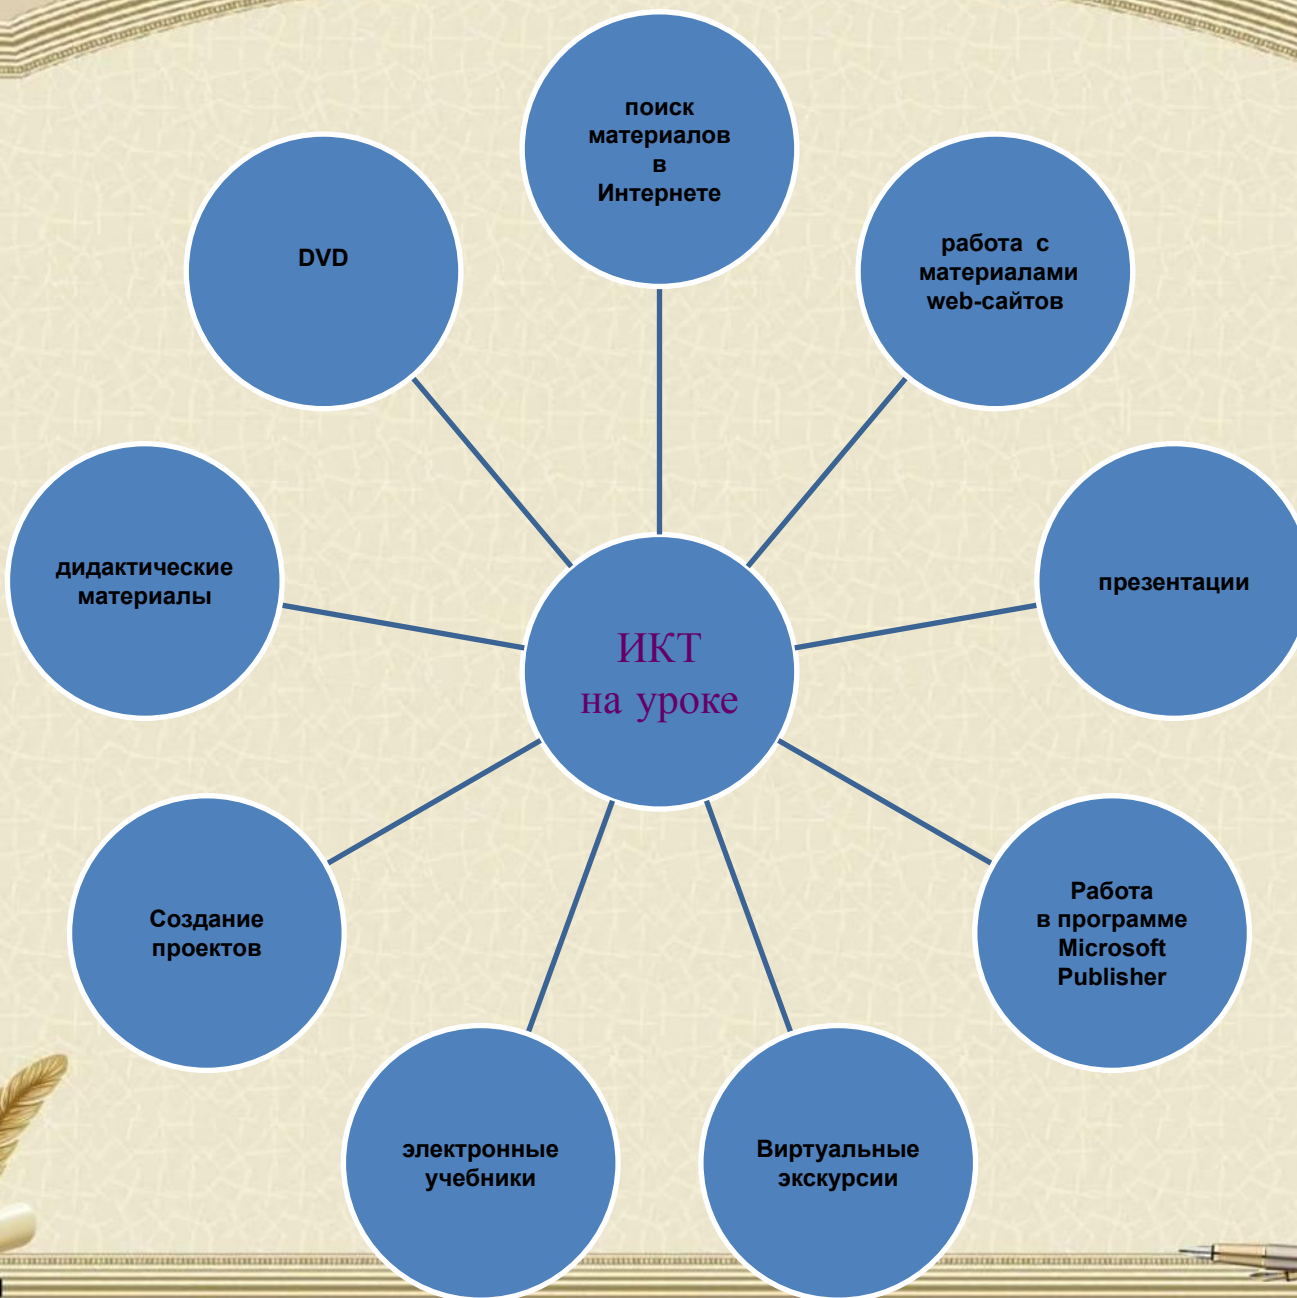 поиск
материалов
в
Интернете
работа с
материалами
web-сайтов
презентации
Работа
в программе
Microsoft
Publisher
Виртуальные
экскурсии
электронные
учебники
Создание
проектов
дидактические
материалы
DVD
ИКТ
на уроке